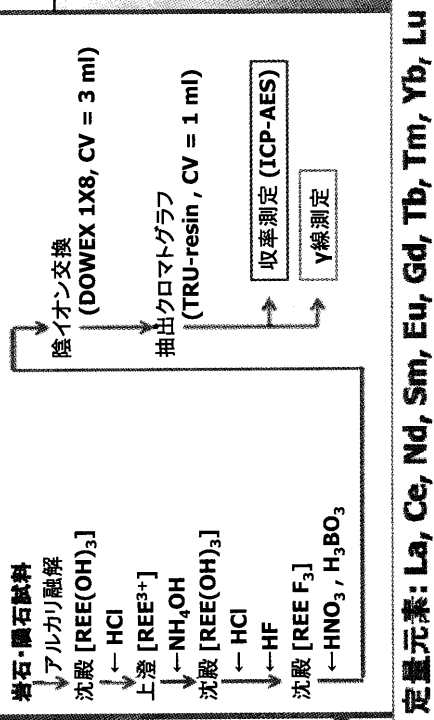 岩石・隕石試料
アルカリ融解
沈殿 [REE(OH)₃]
← HCl
上澄 [REE³⁺]
←NH₄OH
沈殿 [REE(OH)₃]
← HCl
←HF
沈殿 [REE F₃]
←HNO₃ , H₃BO₃
陰イオン交換
(DOWEX 1X8, CV = 3 ml)
抽出クロマトグラフ
(TRU-resin , CV = 1 ml)
収率測定 (ICP-AES)
γ線測定
定量元素: La, Ce, Nd, Sm, Eu, Gd, Tb, Tm, Yb, Lu